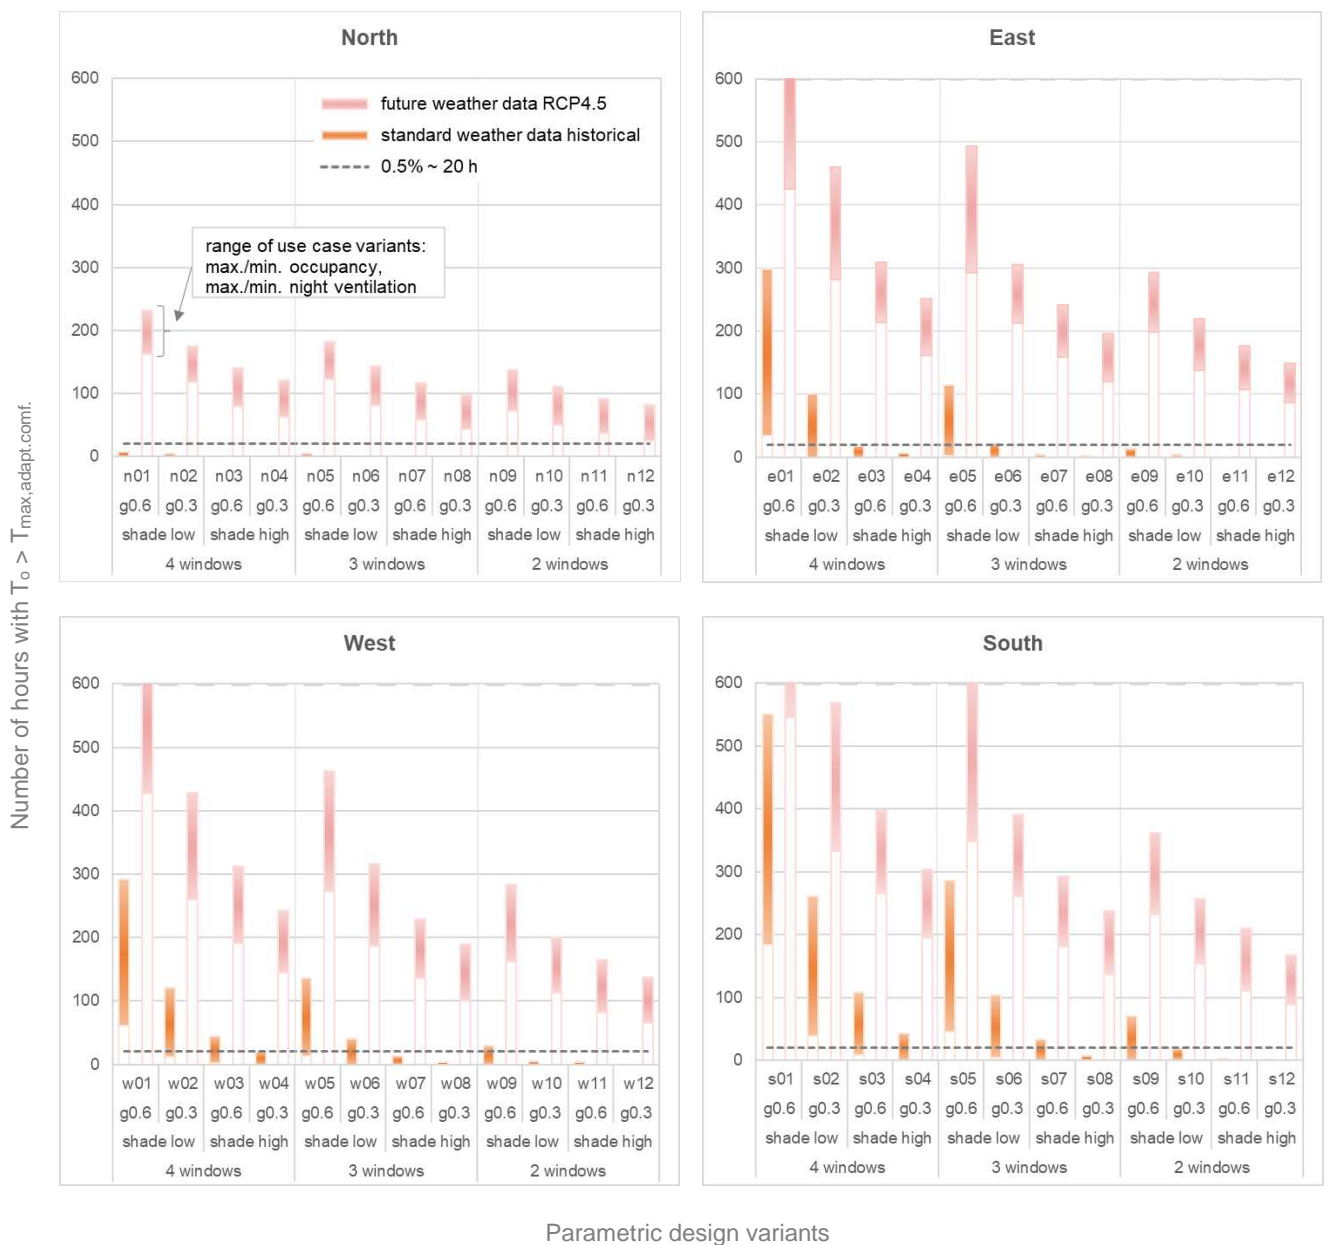 Number of hours with To > Tmax,adapt.comf.
North
600
500
400
300
200
100
0
future weather data RCP4.5
standard weather data historical
0.5% ~ 20 h
range of use case variants:
max./min. occupancy,
max./min. night ventilation
n01 n02 n03 n04 n05 n06 n07 n08 n09 n10 n11 n12
g0.6 g0.3 g0.6 g0.3 g0.6 g0.3 g0.6 g0.3 g0.6 g0.3 g0.6 g0.3
shade low shade high shade low shade high shade low shade high
4 windows 3 windows 2 windows
East
600
500
400
300
200
100
0
e01 e02 e03 e04 e05 e06 e07 e08 e09 e10 e11 e12
g0.6 g0.3 g0.6 g0.3 g0.6 g0.3 g0.6 g0.3 g0.6 g0.3 g0.6 g0.3
shade low shade high shade low shade high shade low shade high
4 windows 3 windows 2 windows
West
600
500
400
300
200
100
0
w01 w02 w03 w04 w05 w06 w07 w08 w09 w10 w11 w12
g0.6 g0.3 g0.6 g0.3 g0.6 g0.3 g0.6 g0.3 g0.6 g0.3 g0.6 g0.3
shade low shade high shade low shade high shade low shade high
4 windows 3 windows 2 windows
South
600
500
400
300
200
100
0
s01 s02 s03 s04 s05 s06 s07 s08 s09 s10 s11 s12
g0.6 g0.3 g0.6 g0.3 g0.6 g0.3 g0.6 g0.3 g0.6 g0.3 g0.6 g0.3
shade low shade high shade low shade high shade low shade high
4 windows 3 windows 2 windows
Parametric design variants